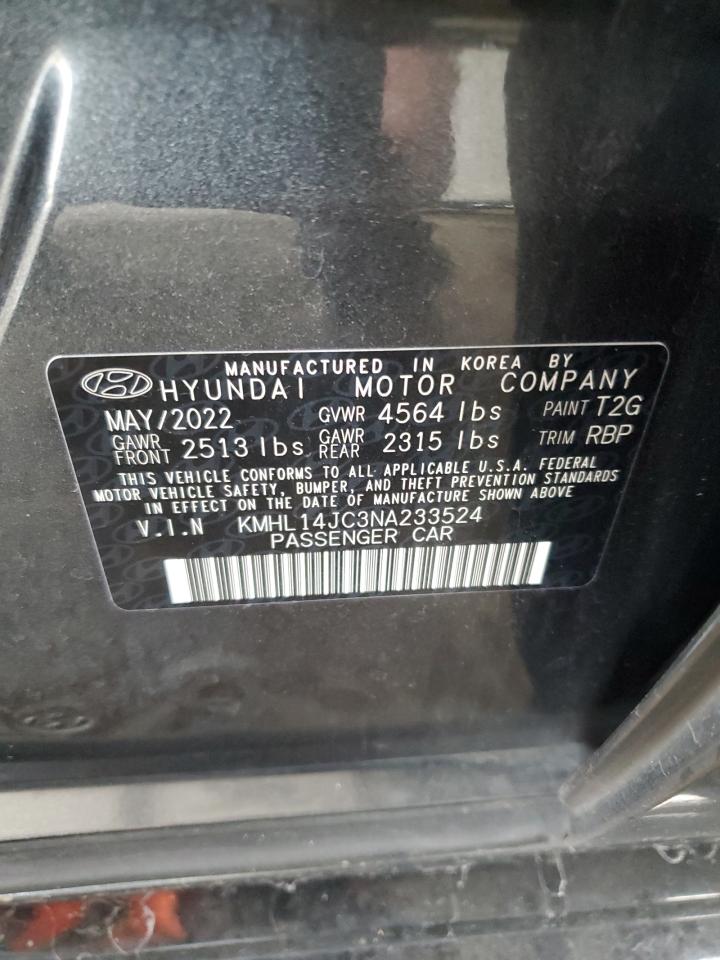 MANUFACTURED IN KOREA BY
HYUNDAI MOTOR COMPANY
MAY/2022 GVWR 4564 lbs PAINT T2G
GAWR FRONT 2513 lbs GAWR REAR 2315 lbs TRIM RBP
THIS VEHICLE CONFORMS TO ALL APPLICABLE U.S.A. FEDERAL
MOTOR VEHICLE SAFETY, BUMPER, AND THEFT PREVENTION STANDARDS
IN EFFECT ON THE DATE OF MANUFACTURE SHOWN ABOVE
V.I.N KMHL14JC3NA233524
PASSENGER CAR